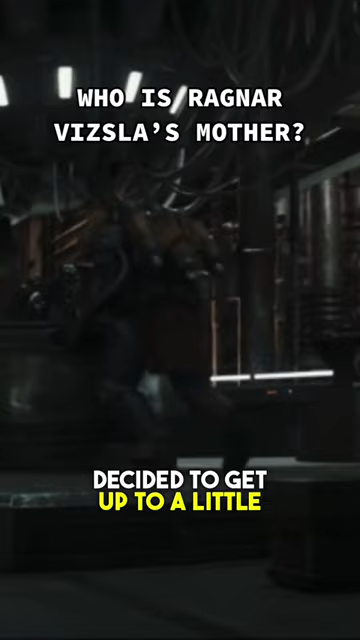 WHO IS RAGNAR
VIZSLA’S MOTHER?
DECIDED TO GET
UP TO A LITTLE